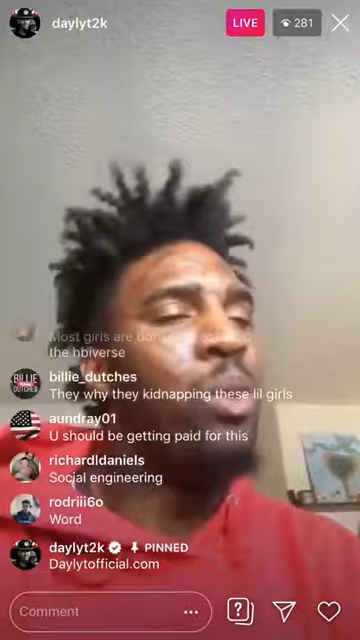 daylyt2k
LIVE
281
Most girls are
the hbiverse
billie_dutches
They why they kidnapping these lil girls
aundray01
U should be getting paid for this
richardldaniels
Social engineering
rodriii6o
Word
daylyt2k PINNED
Daylytofficial.com
Comment